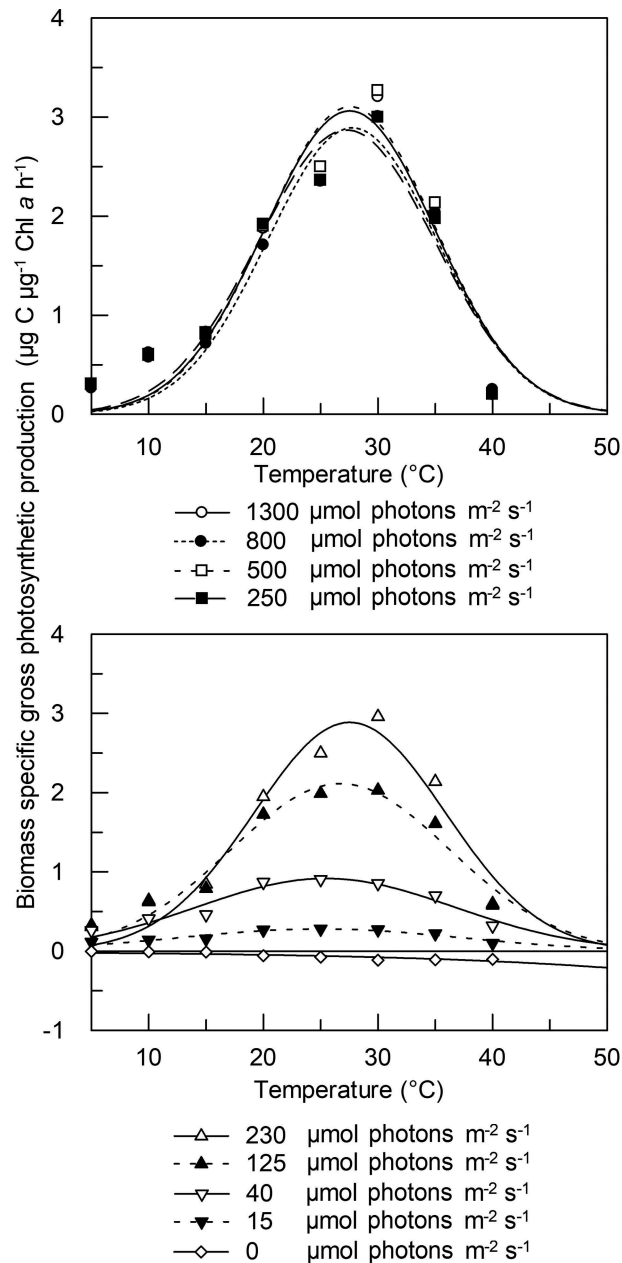 Biomass specific gross photosynthetic production (µg C µg⁻¹ Chl a h⁻¹)
4
3
2
1
0
10 20 30 40 50
Temperature (°C)
1300 µmol photons m⁻² s⁻¹
800 µmol photons m⁻² s⁻¹
500 µmol photons m⁻² s⁻¹
250 µmol photons m⁻² s⁻¹
4
3
2
1
0
-1
10 20 30 40 50
Temperature (°C)
230 µmol photons m⁻² s⁻¹
125 µmol photons m⁻² s⁻¹
40 µmol photons m⁻² s⁻¹
15 µmol photons m⁻² s⁻¹
0 µmol photons m⁻² s⁻¹